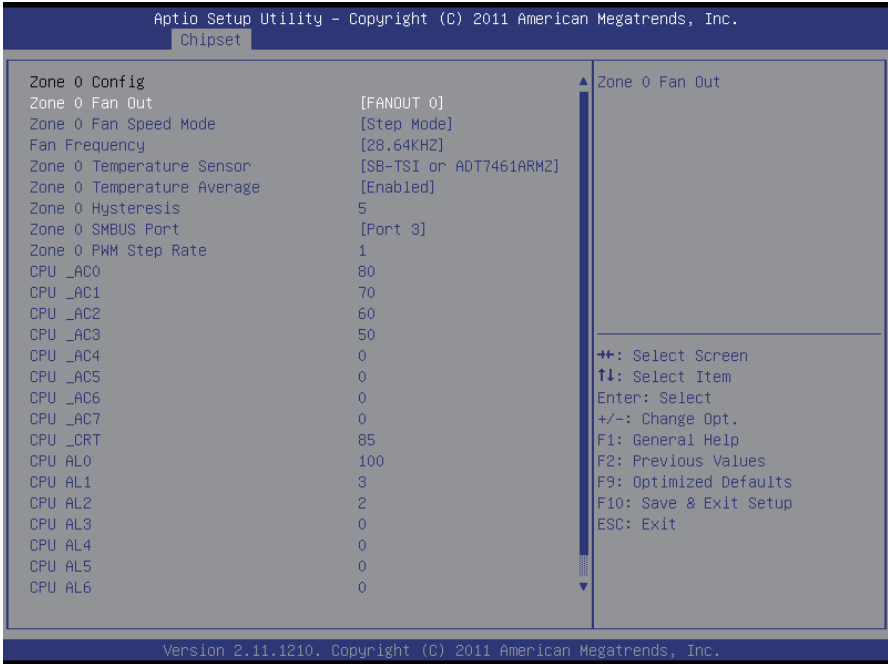 Aptio Setup Utility – Copyright (C) 2011 American Megatrends, Inc.
Chipset
Zone 0 Config
Zone 0 Fan Out [FANOUT 0]
Zone 0 Fan Speed Mode [Step Mode]
Fan Frequency [28.64KHZ]
Zone 0 Temperature Sensor [SB-TSI or ADT7461ARMZ]
Zone 0 Temperature Average [Enabled]
Zone 0 Hysteresis 5
Zone 0 SMBUS Port [Port 3]
Zone 0 PWM Step Rate 1
CPU _AC0 80
CPU _AC1 70
CPU _AC2 60
CPU _AC3 50
CPU _AC4 0
CPU _AC5 0
CPU _AC6 0
CPU _AC7 0
CPU _CRT 85
CPU AL0 100
CPU AL1 3
CPU AL2 2
CPU AL3 0
CPU AL4 0
CPU AL5 0
CPU AL6 0
Zone 0 Fan Out
→←: Select Screen
↑↓: Select Item
Enter: Select
+/-: Change Opt.
F1: General Help
F2: Previous Values
F9: Optimized Defaults
F10: Save & Exit Setup
ESC: Exit
Version 2.11.1210. Copyright (C) 2011 American Megatrends, Inc.